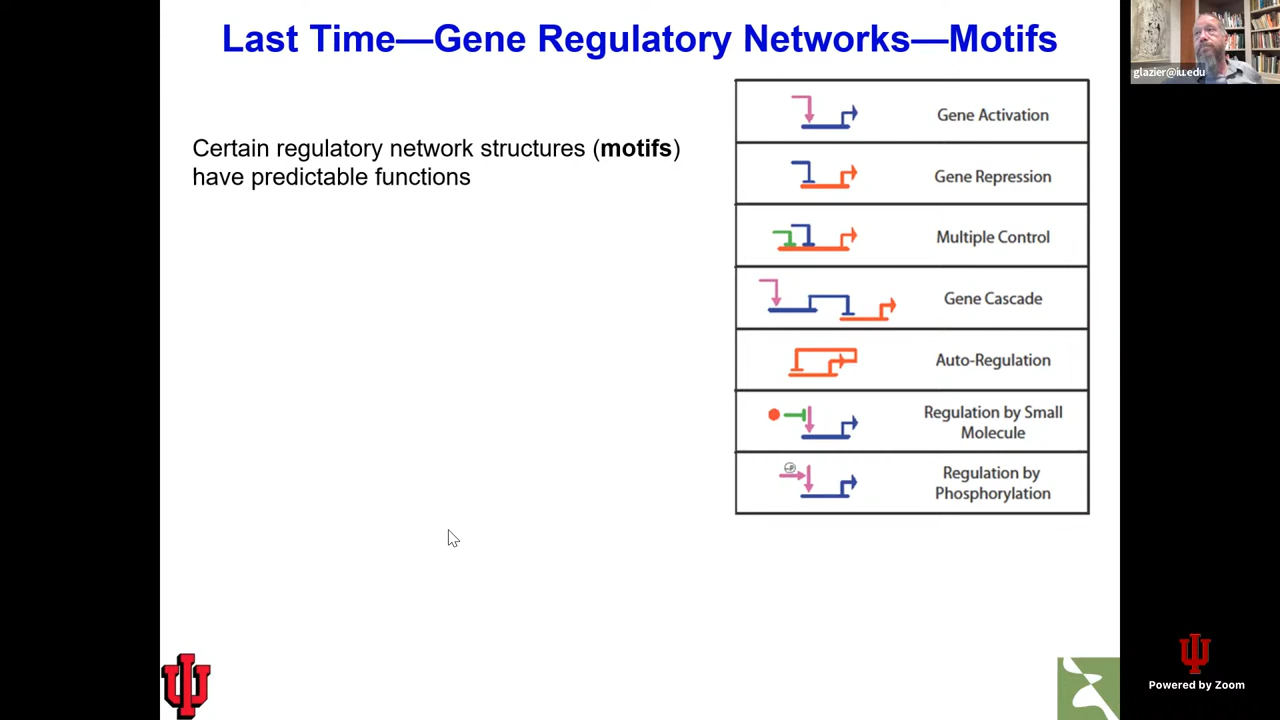 Last Time—Gene Regulatory Networks—Motifs
glazier@iu.edu
Certain regulatory network structures (motifs)
have predictable functions
Gene Activation
Gene Repression
Multiple Control
Gene Cascade
Auto-Regulation
Regulation by Small
Molecule
Regulation by
Phosphorylation
Powered by Zoom